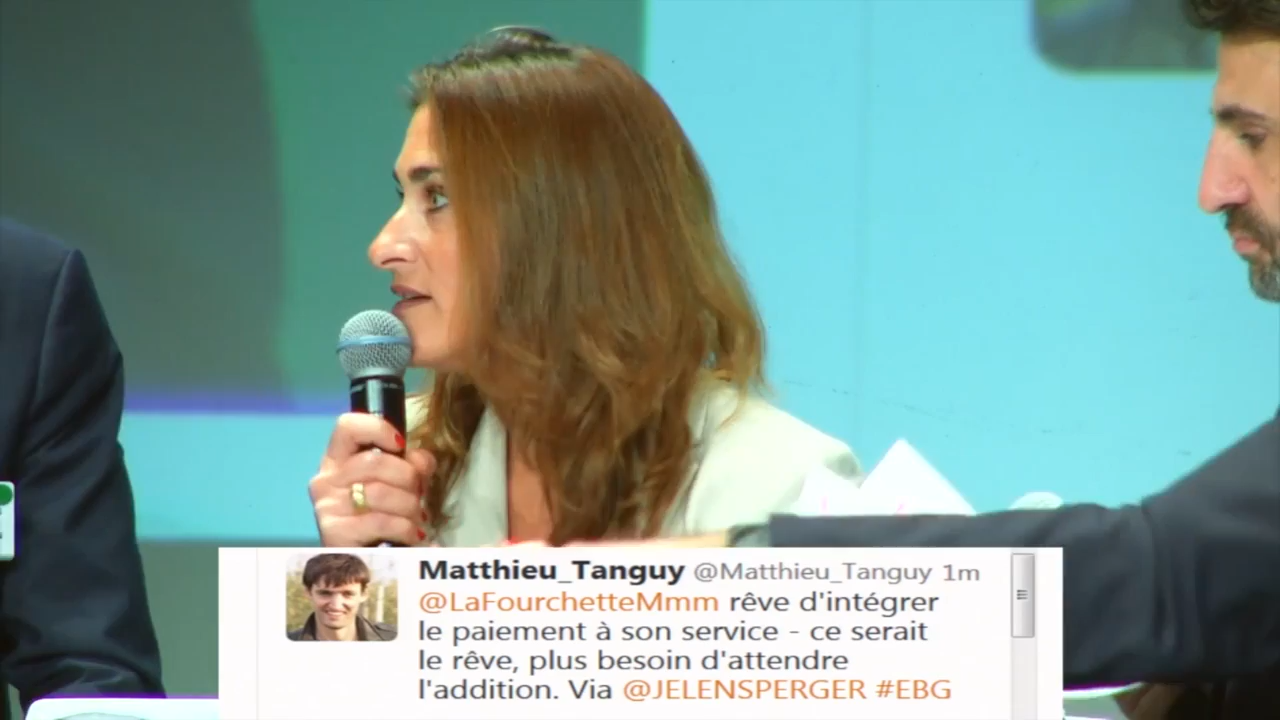 Matthieu_Tanguy @Matthieu_Tanguy 1m
@LaFourchetteMmm rêve d'intégrer
le paiement à son service - ce serait
le rêve, plus besoin d'attendre
l'addition. Via @JELENSPERGER #EBG